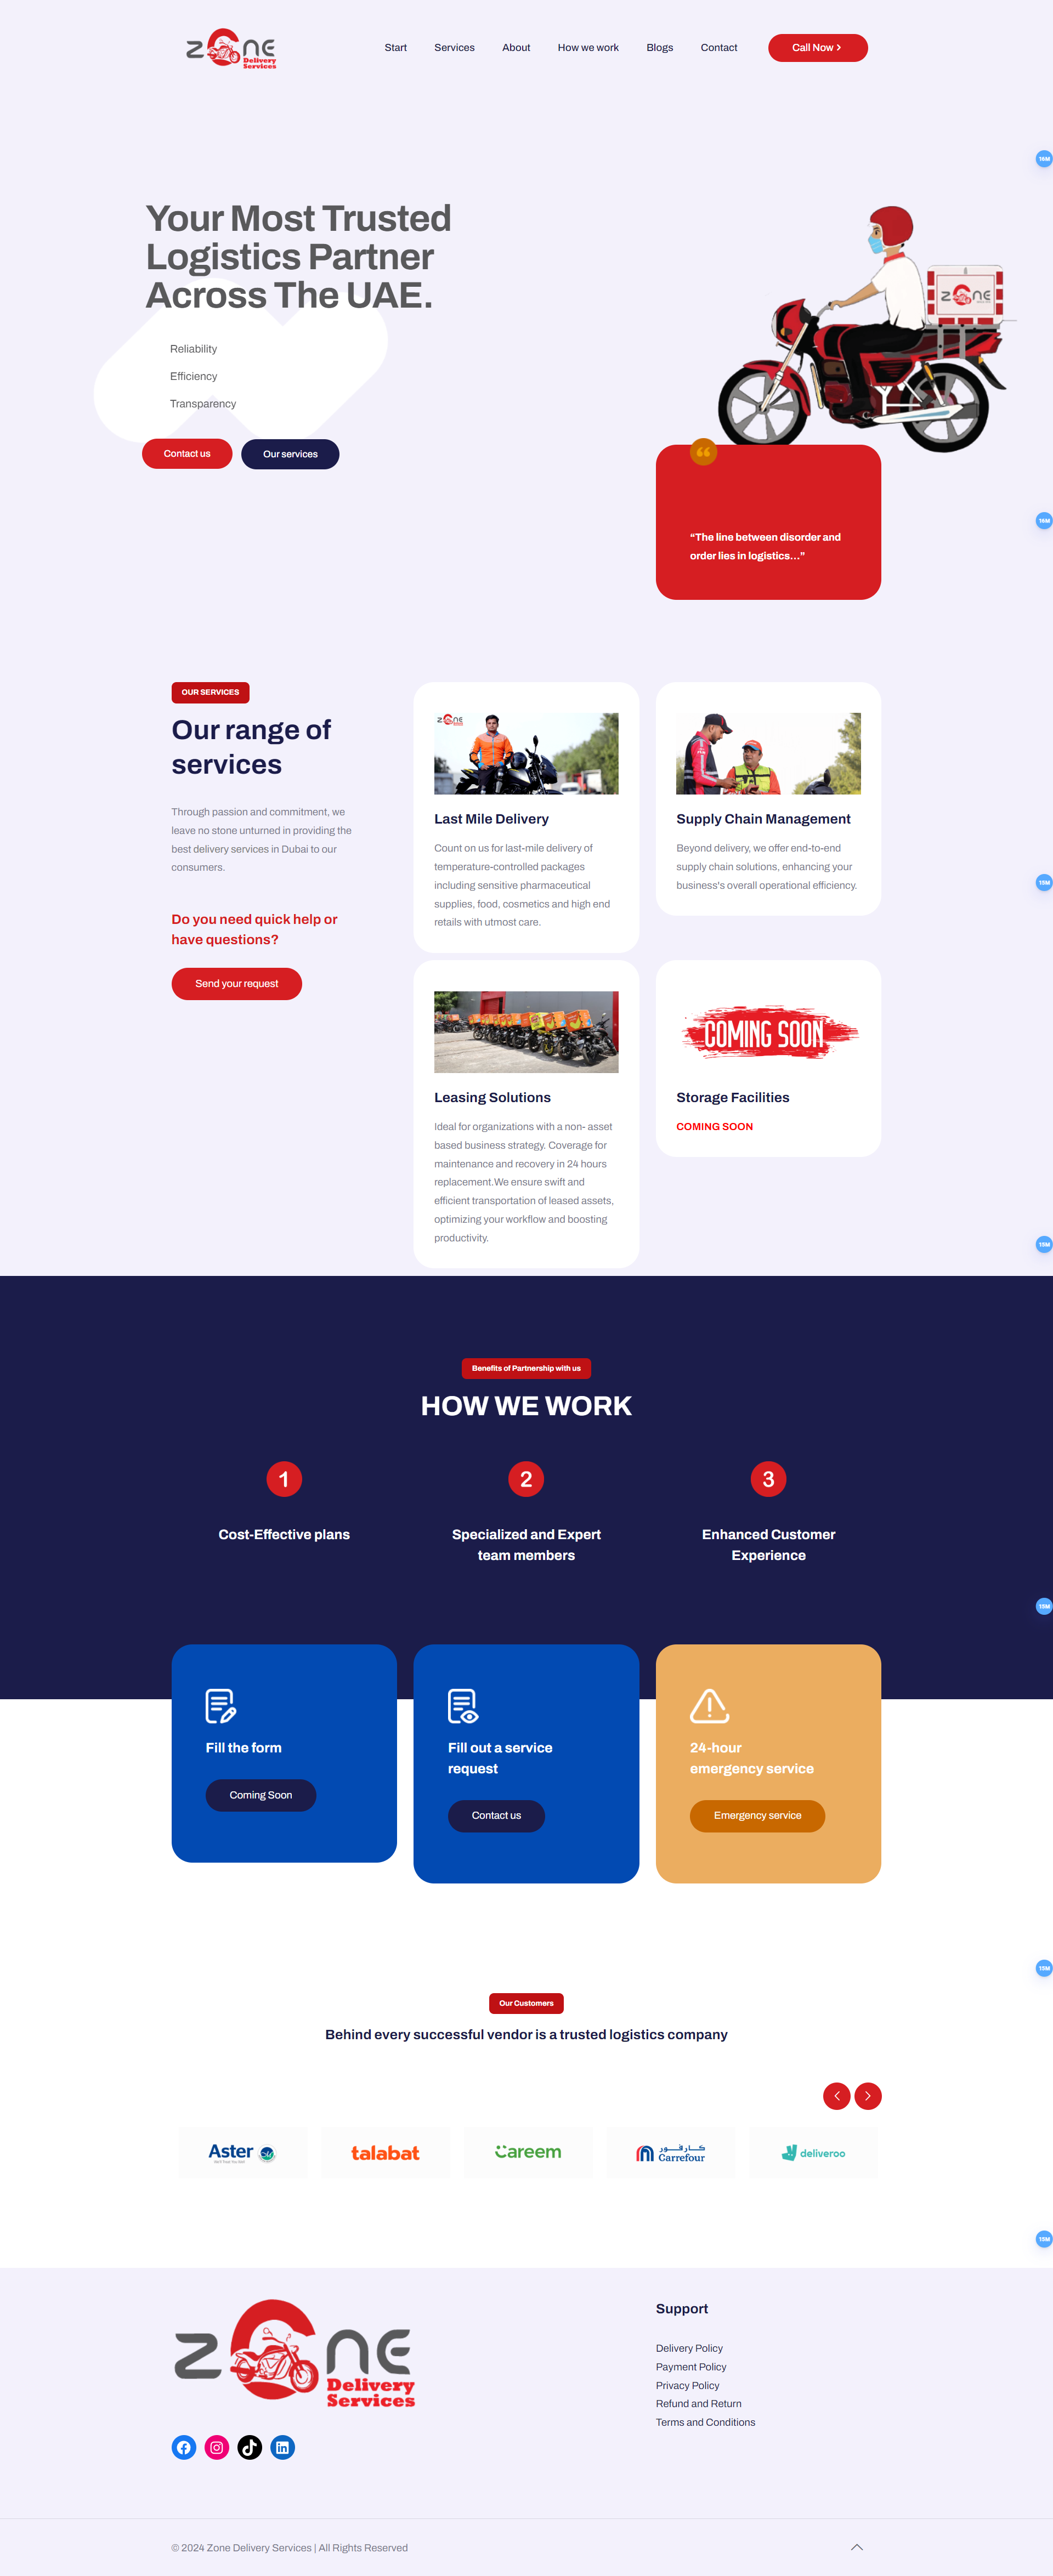 ZONE
Delivery
Services
Start
Services
About
How we work
Blogs
Contact
Call Now
16M
Your Most Trusted
Logistics Partner
Across The UAE.
ZONE
Reliability
Efficiency
Transparency
Contact us
Our services
16M
“The line between disorder and
order lies in logistics…”
OUR SERVICES
Our range of
services
Through passion and commitment, we
leave no stone unturned in providing the
best delivery services in Dubai to our
consumers.
Do you need quick help or
have questions?
Send your request
ZONE
Last Mile Delivery
Count on us for last-mile delivery of
temperature-controlled packages
including sensitive pharmaceutical
supplies, food, cosmetics and high end
retails with utmost care.
Supply Chain Management
Beyond delivery, we offer end-to-end
supply chain solutions, enhancing your
business's overall operational efficiency.
15M
Leasing Solutions
Ideal for organizations with a non- asset
based business strategy. Coverage for
maintenance and recovery in 24 hours
replacement.We ensure swift and
efficient transportation of leased assets,
optimizing your workflow and boosting
productivity.
COMING SOON
Storage Facilities
COMING SOON
15M
Benefits of Partnership with us
HOW WE WORK
1
Cost-Effective plans
2
Specialized and Expert
team members
3
Enhanced Customer
Experience
15M
Fill the form
Coming Soon
Fill out a service
request
Contact us
24-hour
emergency service
Emergency service
15M
Our Customers
Behind every successful vendor is a trusted logistics company
Aster
talabat
Careem
كارفور
Carrefour
deliveroo
15M
ZONE
Delivery
Services
Support
Delivery Policy
Payment Policy
Privacy Policy
Refund and Return
Terms and Conditions
© 2024 Zone Delivery Services | All Rights Reserved